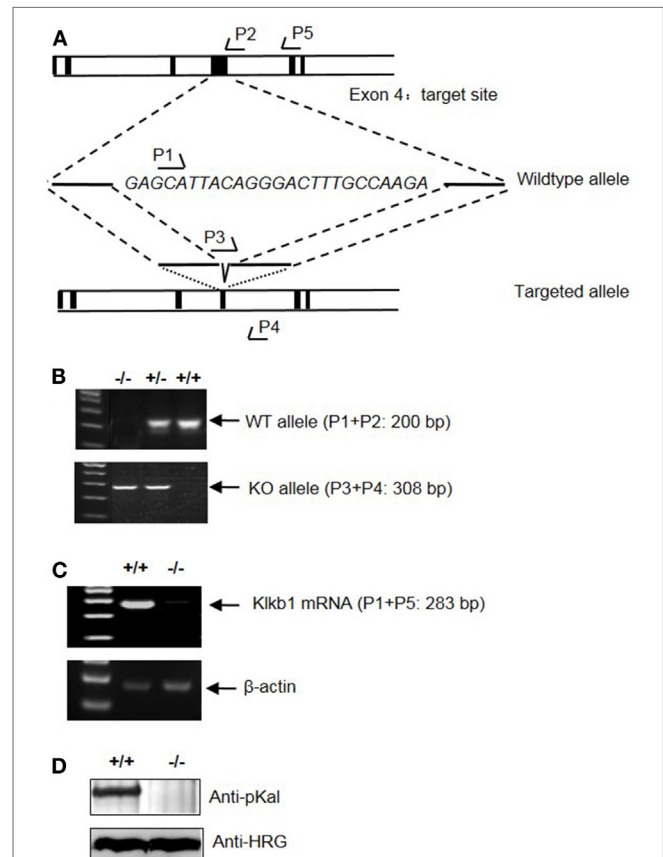 A
P2
P5
Exon 4：target site
P1
GAGCATTACAGGGACTTTGCCAAGA
Wildtype allele
P3
Targeted allele
P4
B
-/- +/- +/+
WT allele (P1+P2: 200 bp)
KO allele (P3+P4: 308 bp)
C
+/+ -/-
Klkb1 mRNA (P1+P5: 283 bp)
β-actin
D
+/+ -/-
Anti-pKal
Anti-HRG